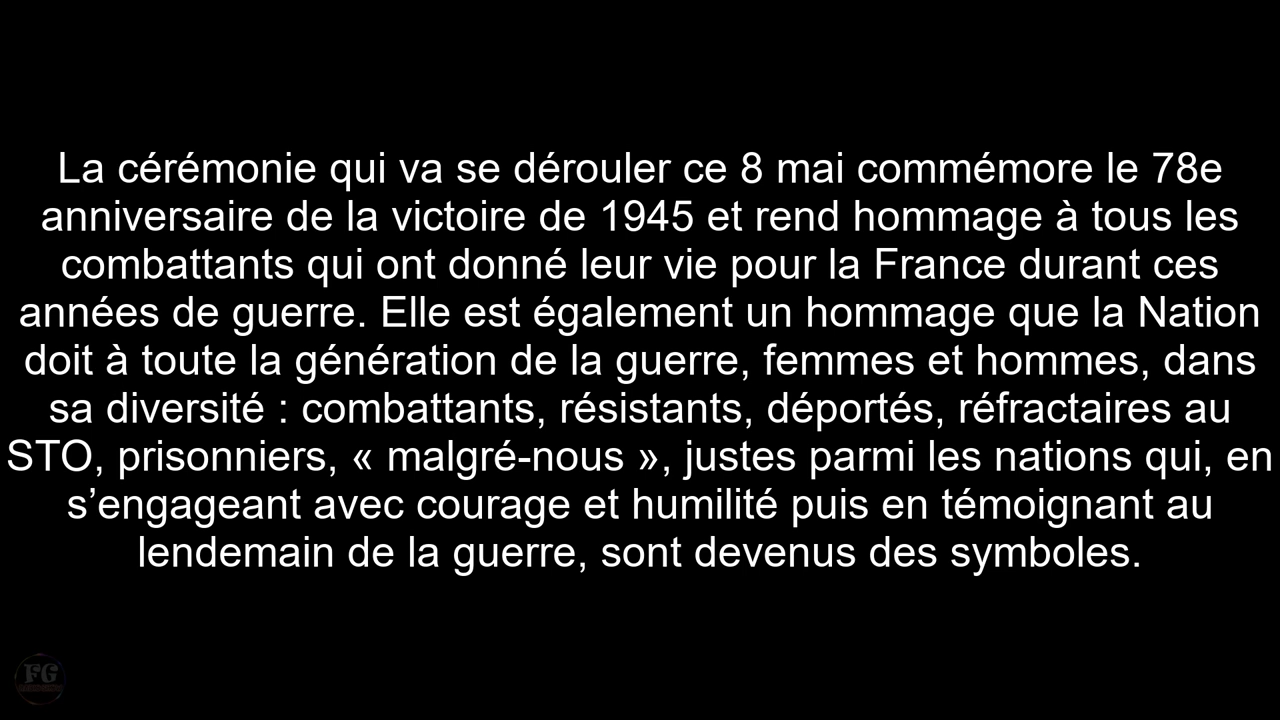 La cérémonie qui va se dérouler ce 8 mai commémore le 78e
anniversaire de la victoire de 1945 et rend hommage à tous les
combattants qui ont donné leur vie pour la France durant ces
années de guerre. Elle est également un hommage que la Nation
doit à toute la génération de la guerre, femmes et hommes, dans
sa diversité : combattants, résistants, déportés, réfractaires au
STO, prisonniers, « malgré-nous », justes parmi les nations qui, en
s’engageant avec courage et humilité puis en témoignant au
lendemain de la guerre, sont devenus des symboles.
FG